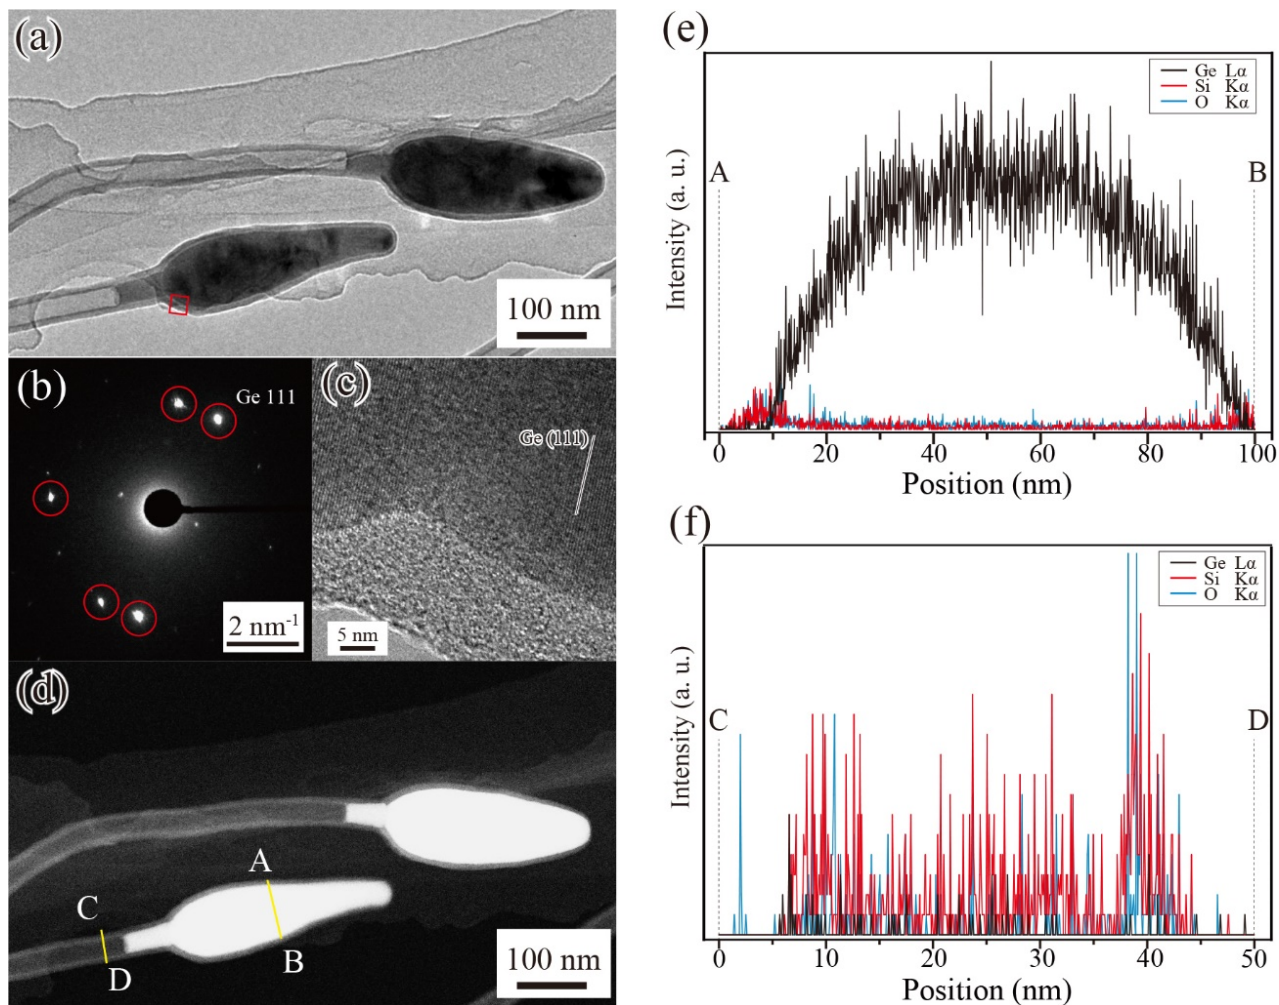 (a)
100 nm
(b)
Ge 111
2 nm-1
(c)
Ge (111)
5 nm
(d)
A
B
C
D
100 nm
(e)
Ge Lα
Si Kα
O Kα
A
B
Intensity (a. u.)
0 20 40 60 80 100
Position (nm)
(f)
Ge Lα
Si Kα
O Kα
C
D
Intensity (a. u.)
0 10 20 30 40 50
Position (nm)